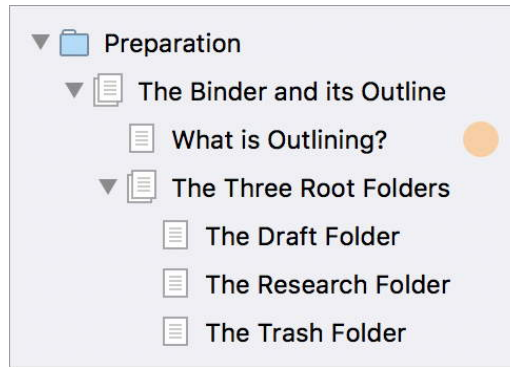 Preparation
The Binder and its Outline
What is Outlining?
The Three Root Folders
The Draft Folder
The Research Folder
The Trash Folder